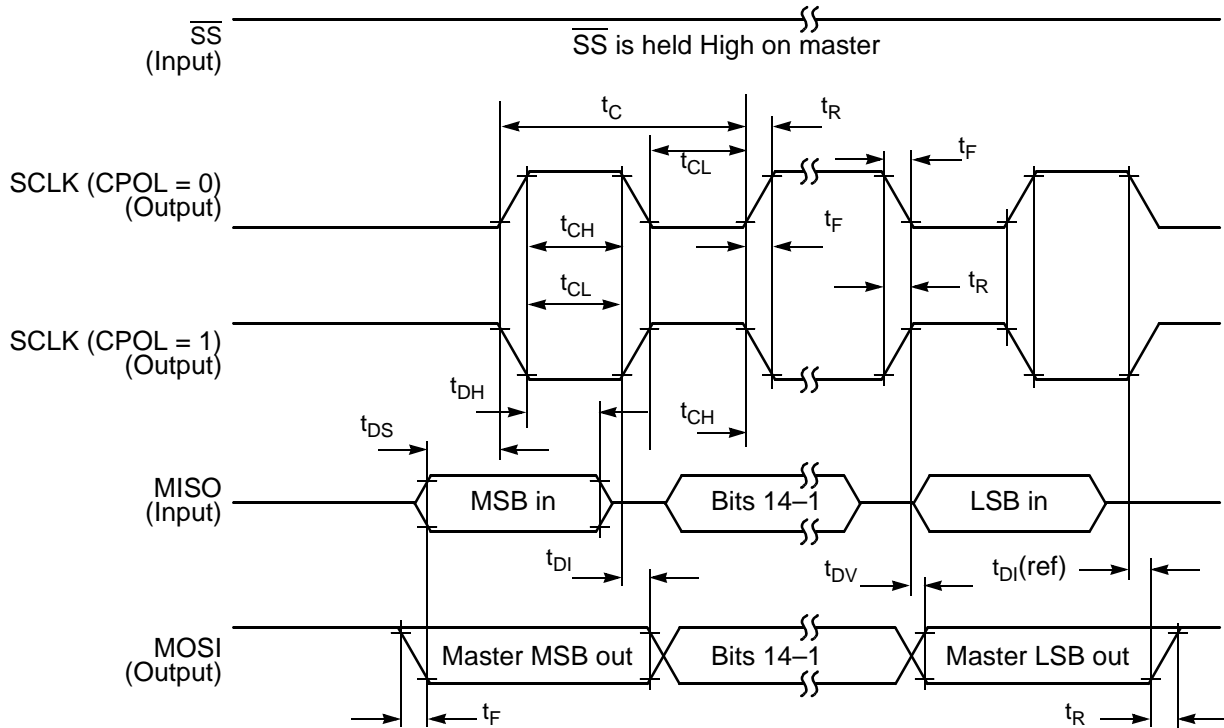 SS
(Input)
SS is held High on master
tC
tR
tCL
tF
SCLK (CPOL = 0)
(Output)
tCH
tF
tCL
tR
SCLK (CPOL = 1)
(Output)
tDH
tCH
tDS
MISO
(Input)
MSB in
Bits 14–1
LSB in
tDI
tDV
tDI(ref)
MOSI
(Output)
Master MSB out
Bits 14–1
Master LSB out
tF
tR